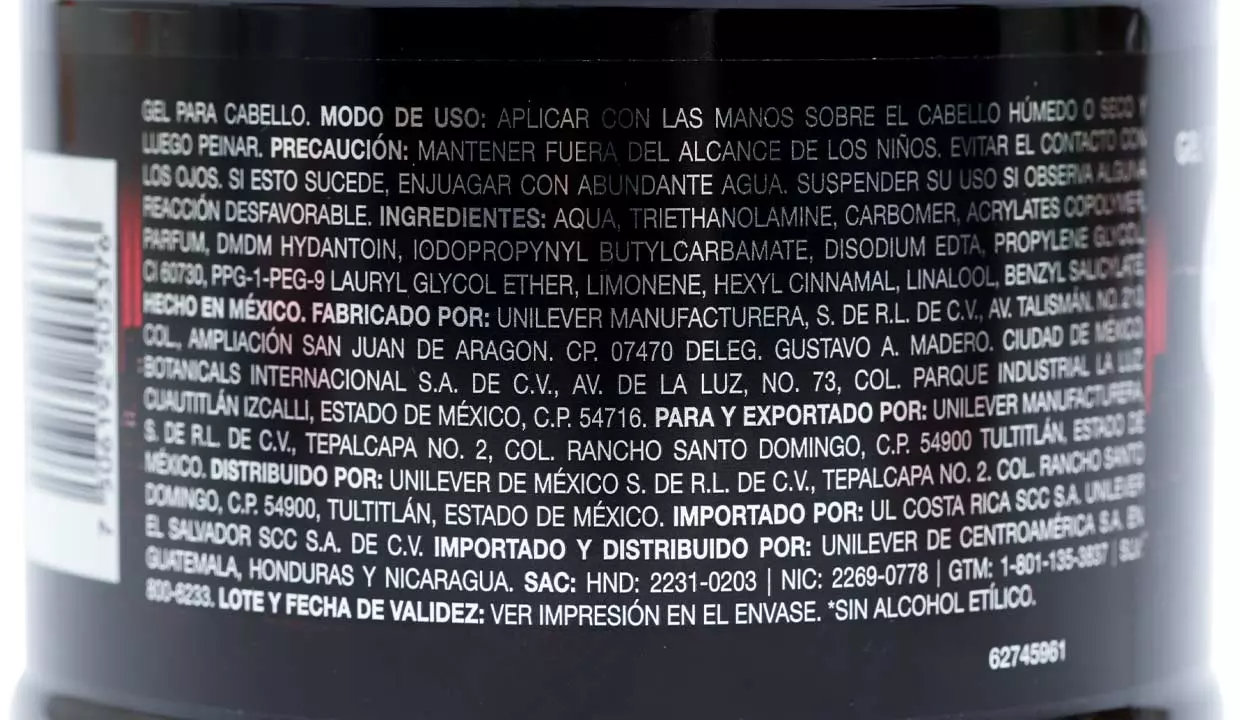 GEL PARA CABELLO. MODO DE USO: APLICAR CON LAS MANOS SOBRE EL CABELLO HÚMEDO O SECO Y
LUEGO PEINAR. PRECAUCIÓN: MANTENER FUERA DEL ALCANCE DE LOS NIÑOS. EVITAR EL CONTACTO CON
LOS OJOS. SI ESTO SUCEDE, ENJUAGAR CON ABUNDANTE AGUA. SUSPENDER SU USO SI OBSERVA ALGUNA
REACCIÓN DESFAVORABLE. INGREDIENTES: AQUA, TRIETHANOLAMINE, CARBOMER, ACRYLATES COPOLYMER,
PARFUM, DMDM HYDANTOIN, IODOPROPYNYL BUTYLCARBAMATE, DISODIUM EDTA, PROPYLENE GLYCOL,
CI 60730, PPG-1-PEG-9 LAURYL GLYCOL ETHER, LIMONENE, HEXYL CINNAMAL, LINALOOL, BENZYL SALICYLATE.
HECHO EN MÉXICO. FABRICADO POR: UNILEVER MANUFACTURERA, S. DE R.L. DE C.V., AV. TALISMÁN. NO. 210.
COL., AMPLIACIÓN SAN JUAN DE ARAGON. CP. 07470 DELEG. GUSTAVO A. MADERO. CIUDAD DE MÉXICO.
BOTANICALS INTERNACIONAL S.A. DE C.V., AV. DE LA LUZ, NO. 73, COL. PARQUE INDUSTRIAL LA LUZ.
CUAUTITLÁN IZCALLI, ESTADO DE MÉXICO, C.P. 54716. PARA Y EXPORTADO POR: UNILEVER MANUFACTURERA,
S. DE R.L. DE C.V., TEPALCAPA NO. 2, COL. RANCHO SANTO DOMINGO, C.P. 54900 TULTITLÁN, ESTADO DE
MÉXICO. DISTRIBUIDO POR: UNILEVER DE MÉXICO S. DE R.L. DE C.V., TEPALCAPA NO. 2. COL. RANCHO SANTO
DOMINGO, C.P. 54900, TULTITLÁN, ESTADO DE MÉXICO. IMPORTADO POR: UL COSTA RICA SCC S.A. UNILEVER
EL SALVADOR SCC S.A. DE C.V. IMPORTADO Y DISTRIBUIDO POR: UNILEVER DE CENTROAMÉRICA S.A. EN
GUATEMALA, HONDURAS Y NICARAGUA. SAC: HND: 2231-0203 | NIC: 2269-0778 | GTM: 1-801-135-3837 |
800-6233. LOTE Y FECHA DE VALIDEZ: VER IMPRESIÓN EN EL ENVASE. *SIN ALCOHOL ETÍLICO.
62745961